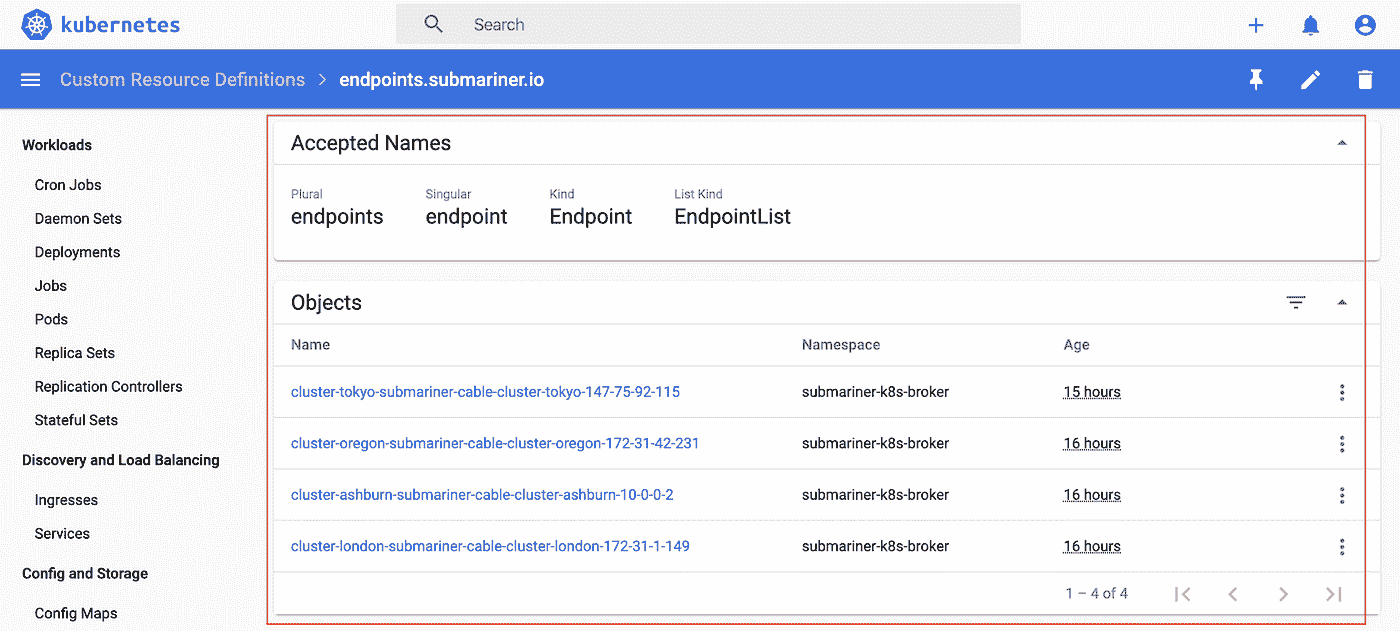 kubernetes
Search
Custom Resource Definitions > endpoints.submariner.io
Workloads
Cron Jobs
Daemon Sets
Deployments
Jobs
Pods
Replica Sets
Replication Controllers
Stateful Sets
Discovery and Load Balancing
Ingresses
Services
Config and Storage
Config Maps
Accepted Names
Plural Singular Kind List Kind
endpoints endpoint Endpoint EndpointList
Objects
Name Namespace Age
cluster-tokyo-submariner-cable-cluster-tokyo-147-75-92-115 submariner-k8s-broker 15 hours
cluster-oregon-submariner-cable-cluster-oregon-172-31-42-231 submariner-k8s-broker 16 hours
cluster-ashburn-submariner-cable-cluster-ashburn-10-0-0-2 submariner-k8s-broker 16 hours
cluster-london-submariner-cable-cluster-london-172-31-1-149 submariner-k8s-broker 16 hours
1 – 4 of 4